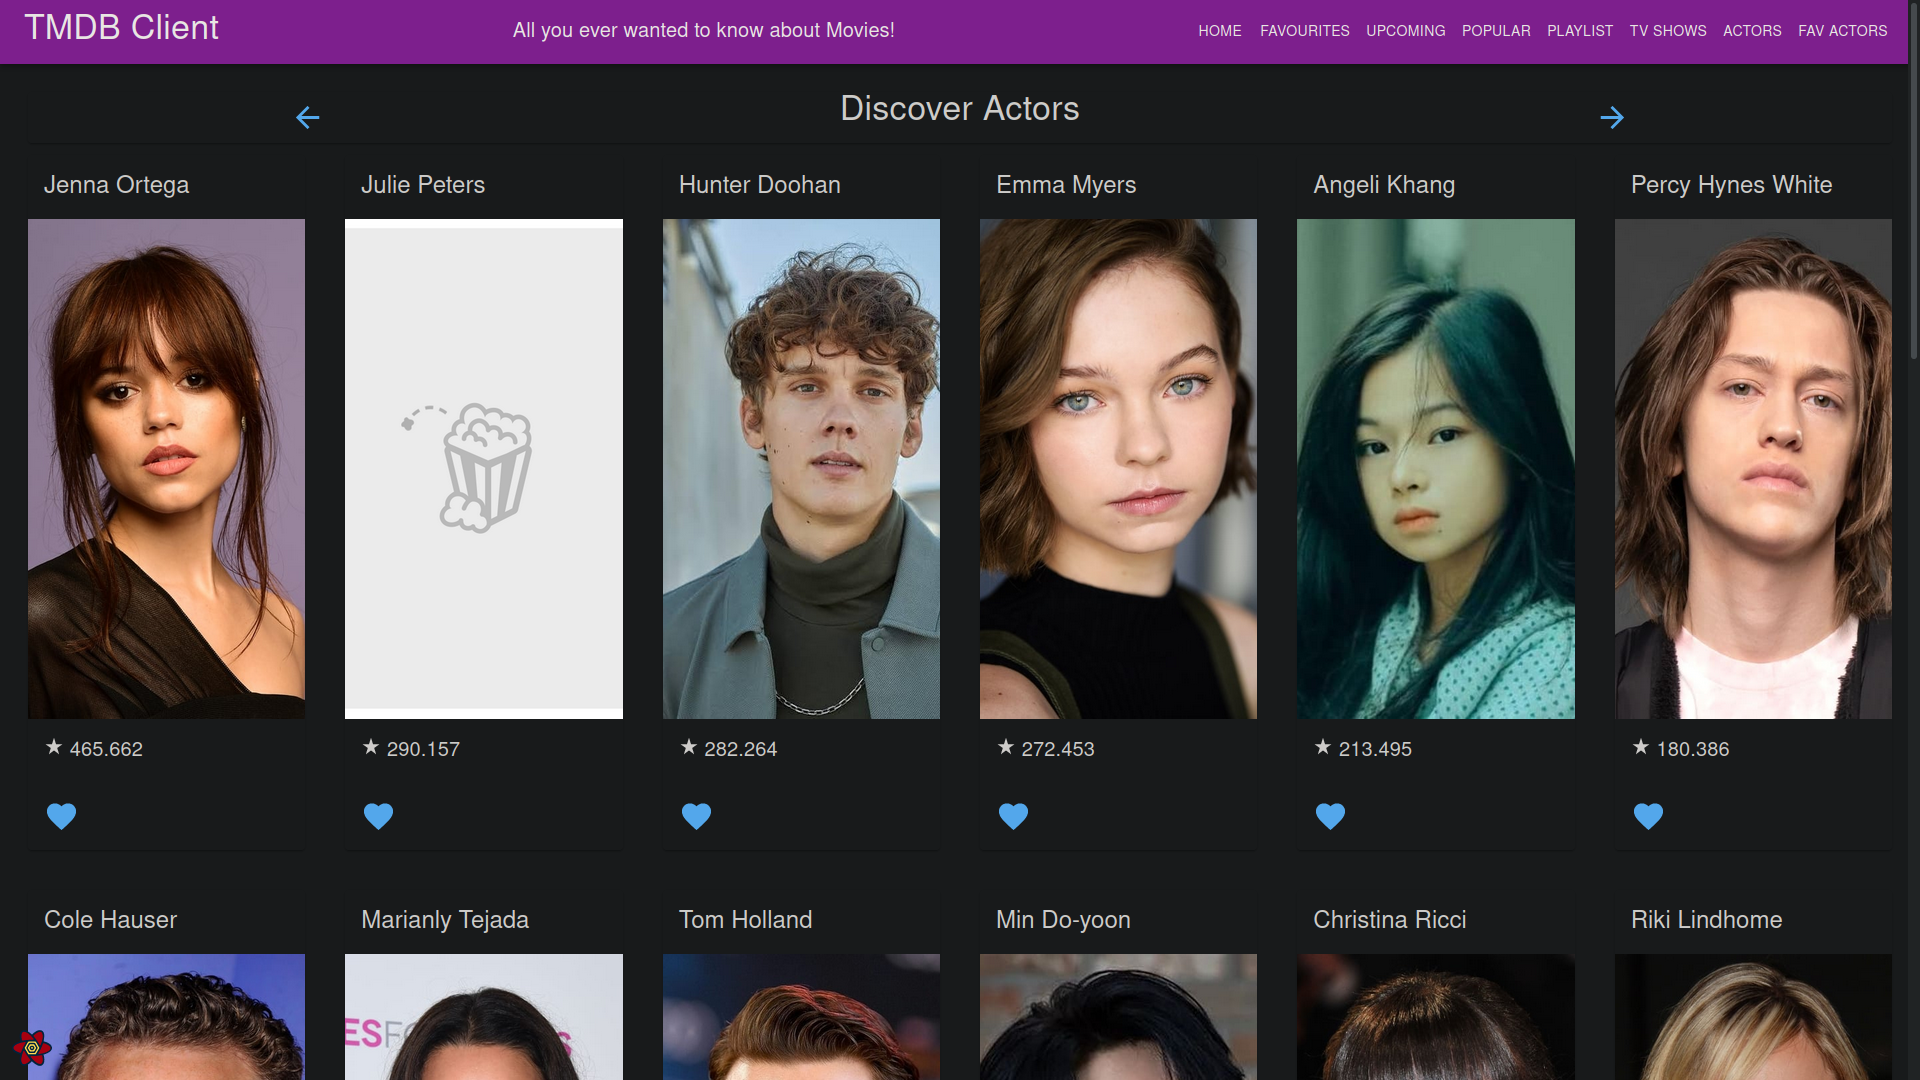 TMDB Client
All you ever wanted to know about Movies!
HOME FAVOURITES UPCOMING POPULAR PLAYLIST TV SHOWS ACTORS FAV ACTORS
Discover Actors
Jenna Ortega
Julie Peters
Hunter Doohan
Emma Myers
Angeli Khang
Percy Hynes White
465.662
290.157
282.264
272.453
213.495
180.386
Cole Hauser
Marianly Tejada
Tom Holland
Min Do-yoon
Christina Ricci
Riki Lindhome